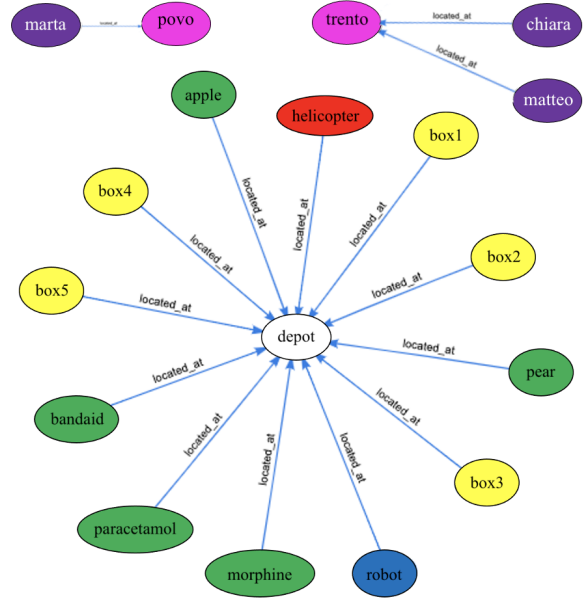 marta
located_at
povo
trento
located_at
chiara
located_at
matteo
apple
helicopter
box1
located_at
located_at
located_at
box4
located_at
box2
located_at
box5
located_at
depot
located_at
pear
located_at
bandaid
located_at
located_at
located_at
box3
paracetamol
morphine
robot